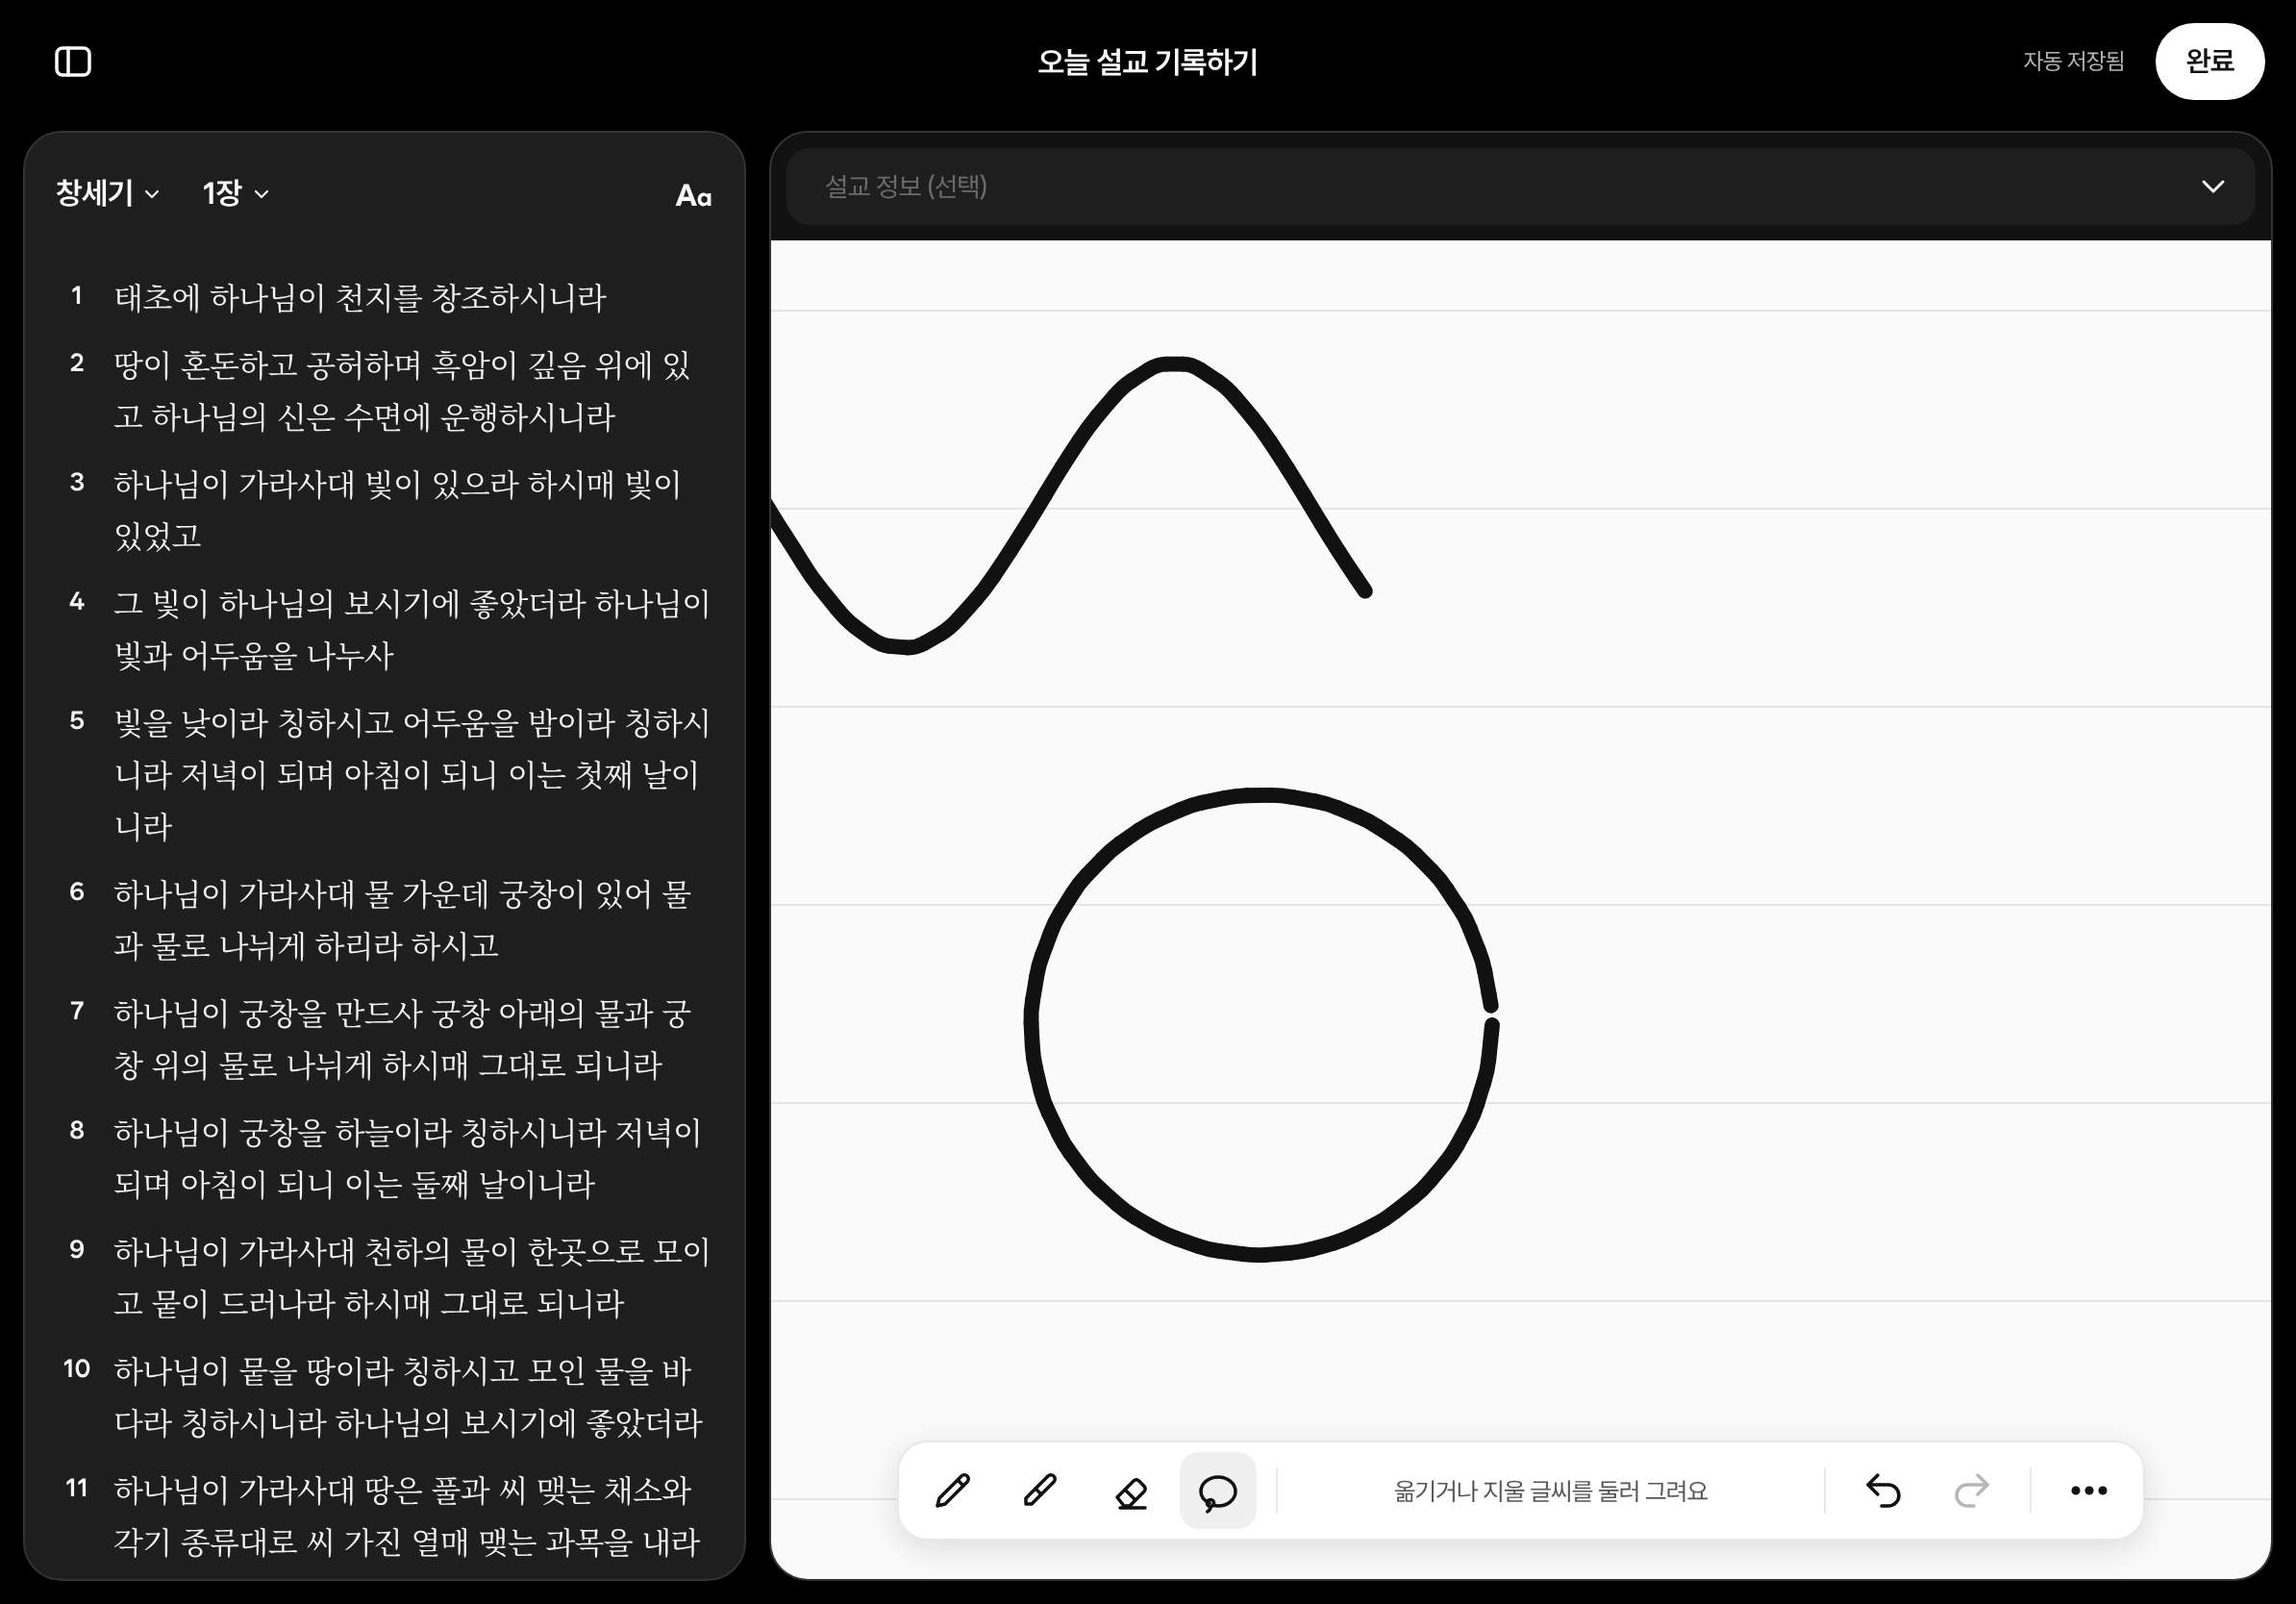 오늘 설교 기록하기
자동 저장됨
완료
창세기
1장
Aa
1 태초에 하나님이 천지를 창조하시니라
2 땅이 혼돈하고 공허하며 흑암이 깊음 위에 있
고 하나님의 신은 수면에 운행하시니라
3 하나님이 가라사대 빛이 있으라 하시매 빛이
있었고
4 그 빛이 하나님의 보시기에 좋았더라 하나님이
빛과 어두움을 나누사
5 빛을 낮이라 칭하시고 어두움을 밤이라 칭하시
니라 저녁이 되며 아침이 되니 이는 첫째 날이
니라
6 하나님이 가라사대 물 가운데 궁창이 있어 물
과 물로 나뉘게 하리라 하시고
7 하나님이 궁창을 만드사 궁창 아래의 물과 궁
창 위의 물로 나뉘게 하시매 그대로 되니라
8 하나님이 궁창을 하늘이라 칭하시니라 저녁이
되며 아침이 되니 이는 둘째 날이니라
9 하나님이 가라사대 천하의 물이 한곳으로 모이
고 뭍이 드러나라 하시매 그대로 되니라
10 하나님이 뭍을 땅이라 칭하시고 모인 물을 바
다라 칭하시니라 하나님의 보시기에 좋았더라
11 하나님이 가라사대 땅은 풀과 씨 맺는 채소와
각기 종류대로 씨 가진 열매 맺는 과목을 내라
설교 정보 (선택)
옮기거나 지울 글씨를 둘러 그려요